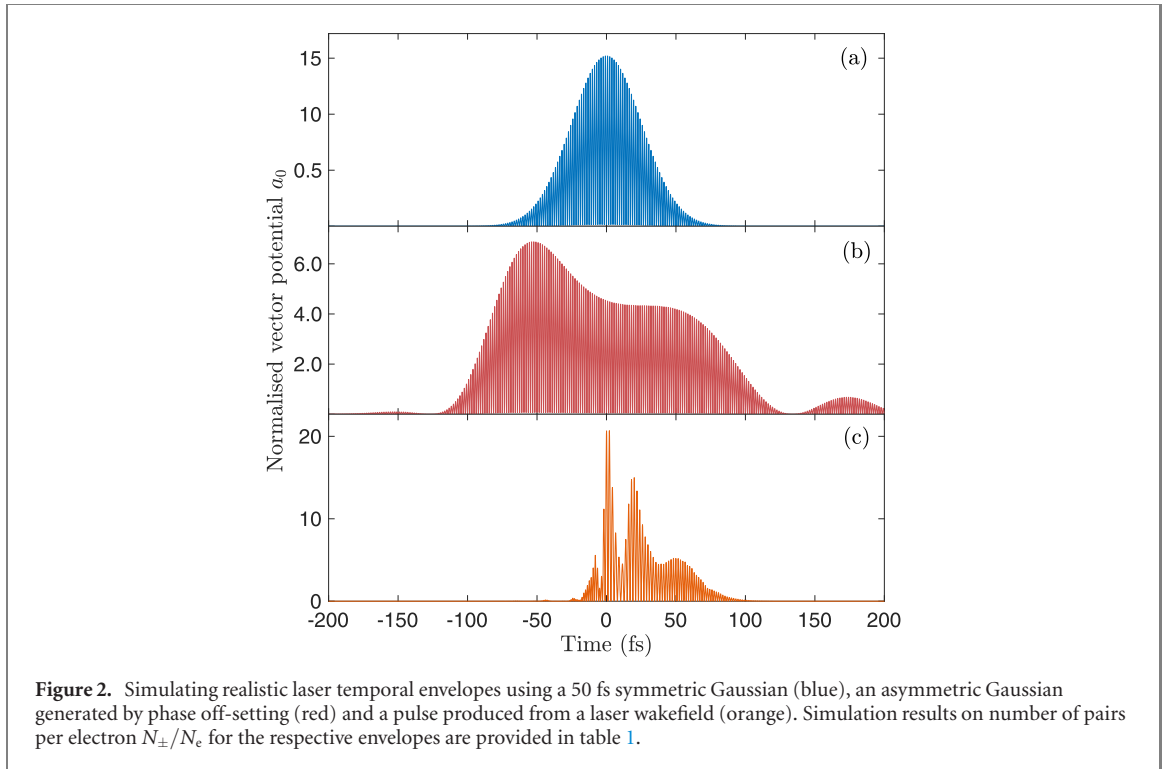 (a)
15
10
0.5
(b)
6.0
4.0
2.0
(c)
20
10
0
Normalised vector potential a₀
-200 -150 -100 -50 0 50 100 150 200
Time (fs)
Figure 2. Simulating realistic laser temporal envelopes using a 50 fs symmetric Gaussian (blue), an asymmetric Gaussian
generated by phase off-setting (red) and a pulse produced from a laser wakefield (orange). Simulation results on number of pairs
per electron N±/Nₑ for the respective envelopes are provided in table 1.